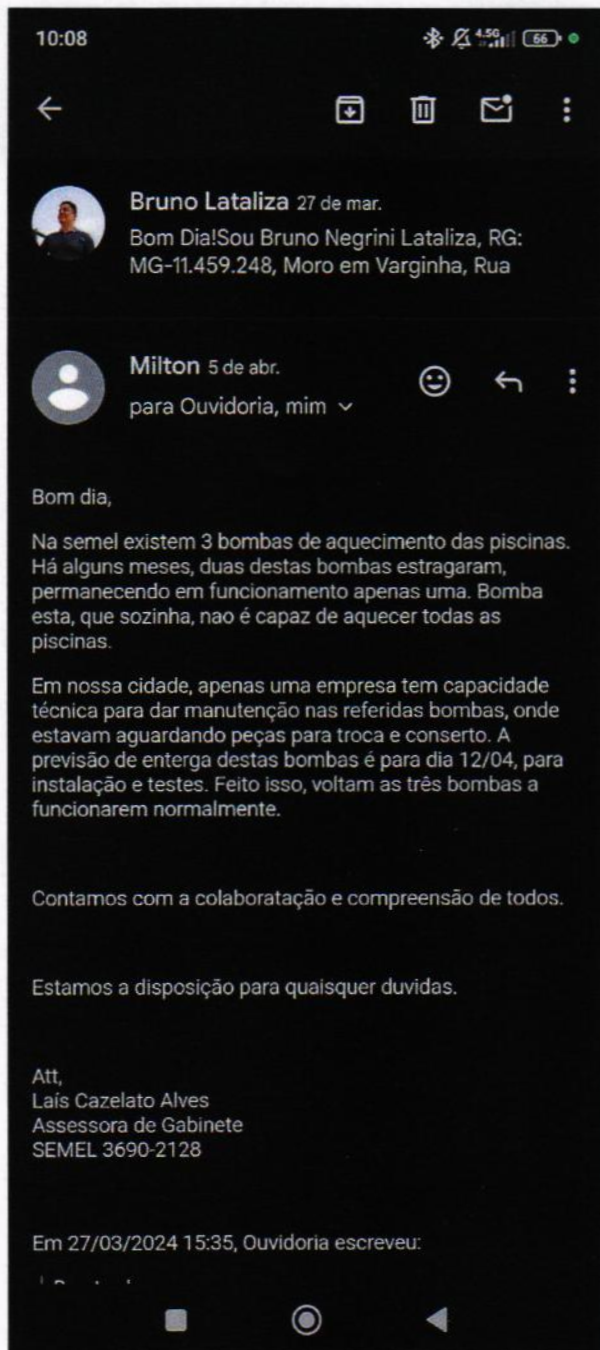 10:08
4.5G
66
Bruno Lataliza 27 de mar.
Bom Dia!Sou Bruno Negrini Lataliza, RG:
MG-11.459.248, Moro em Varginha, Rua
Milton 5 de abr.
para Ouvidoria, mim
Bom dia,
Na semel existem 3 bombas de aquecimento das piscinas.
Há alguns meses, duas destas bombas estragaram,
permanecendo em funcionamento apenas uma. Bomba
esta, que sozinha, nao é capaz de aquecer todas as
piscinas.
Em nossa cidade, apenas uma empresa tem capacidade
técnica para dar manutenção nas referidas bombas, onde
estavam aguardando peças para troca e conserto. A
previsão de enterga destas bombas é para dia 12/04, para
instalação e testes. Feito isso, voltam as três bombas a
funcionarem normalmente.
Contamos com a colaboratação e compreensão de todos.
Estamos a disposição para quaisquer duvidas.
Att,
Laís Cazelato Alves
Assessora de Gabinete
SEMEL 3690-2128
Em 27/03/2024 15:35, Ouvidoria escreveu: